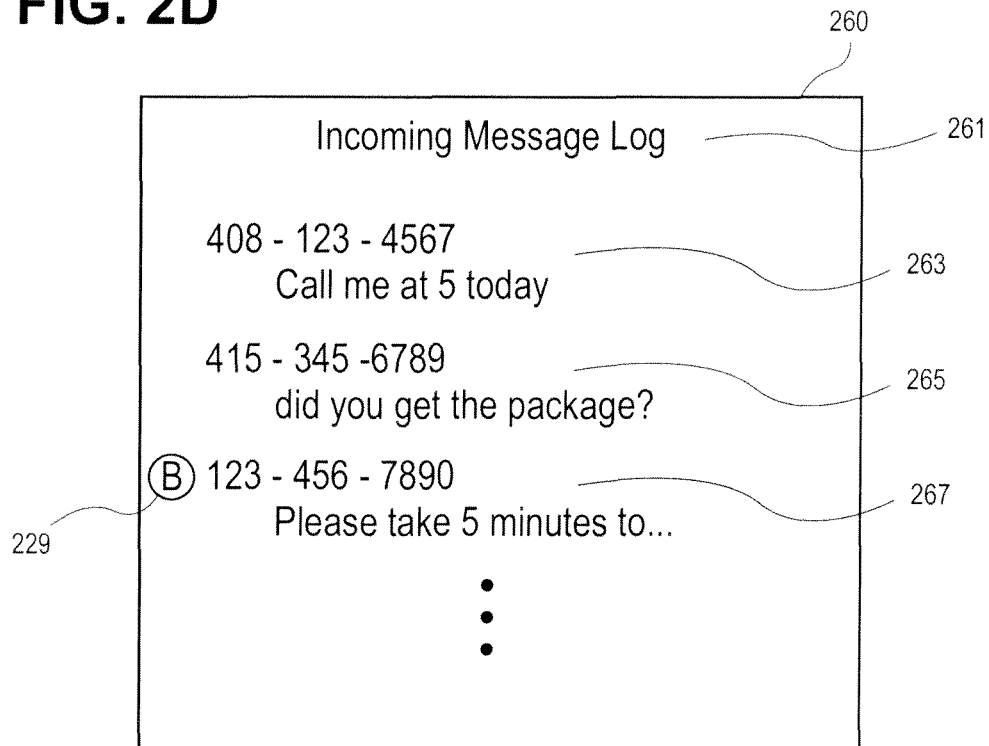 FIG. 2D
260
Incoming Message Log
261
408 - 123 - 4567
263
Call me at 5 today
415 - 345 -6789
265
did you get the package?
B 123 - 456 - 7890
267
Please take 5 minutes to...
229